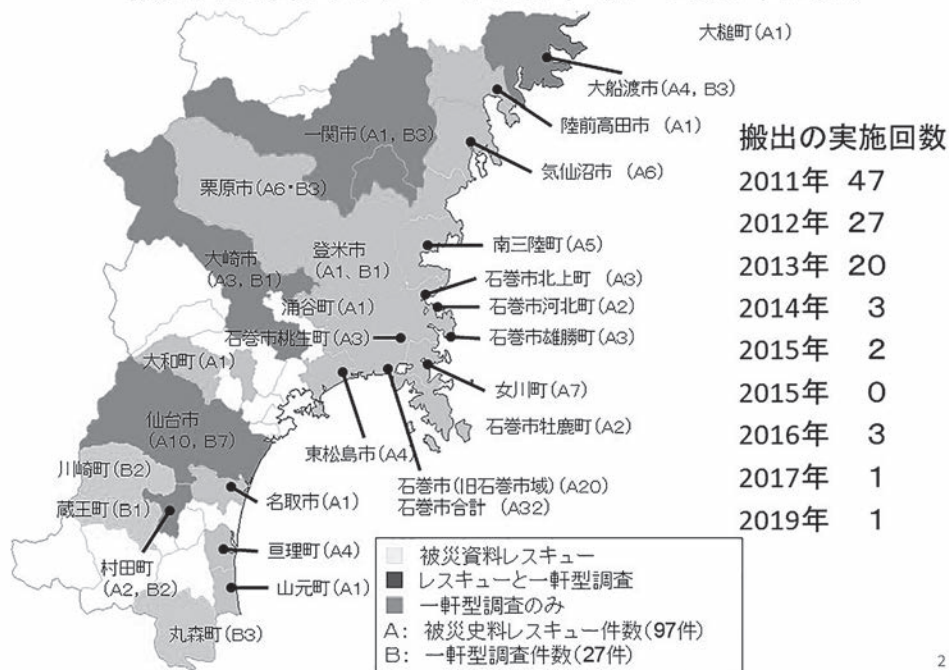 大槌町(A1)
大船渡市(A4, B3)
陸前高田市 (A1)
一関市(A1, B3)
気仙沼市 (A6)
栗原市(A6・B3)
南三陸町(A5)
登米市
(A1, B1)
大崎市
(A3, B1)
石巻市北上町 (A3)
涌谷町(A1)
石巻市河北町(A2)
石巻市桃生町(A3)
石巻市雄勝町(A3)
大和町(A1)
女川町(A7)
仙台市
(A10, B7)
石巻市牡鹿町(A2)
東松島市(A4)
川崎町(B2)
石巻市(旧石巻市域)(A20)
石巻市合計 (A32)
名取市(A1)
蔵王町(B1)
亘理町(A4)
村田町
(A2, B2)
山元町(A1)
丸森町(B3)
搬出の実施回数
2011年 47
2012年 27
2013年 20
2014年 3
2015年 2
2015年 0
2016年 3
2017年 1
2019年 1
被災資料レスキュー
レスキューと一軒型調査
一軒型調査のみ
A: 被災史料レスキュー件数(97件)
B: 一軒型調査件数(27件)
2